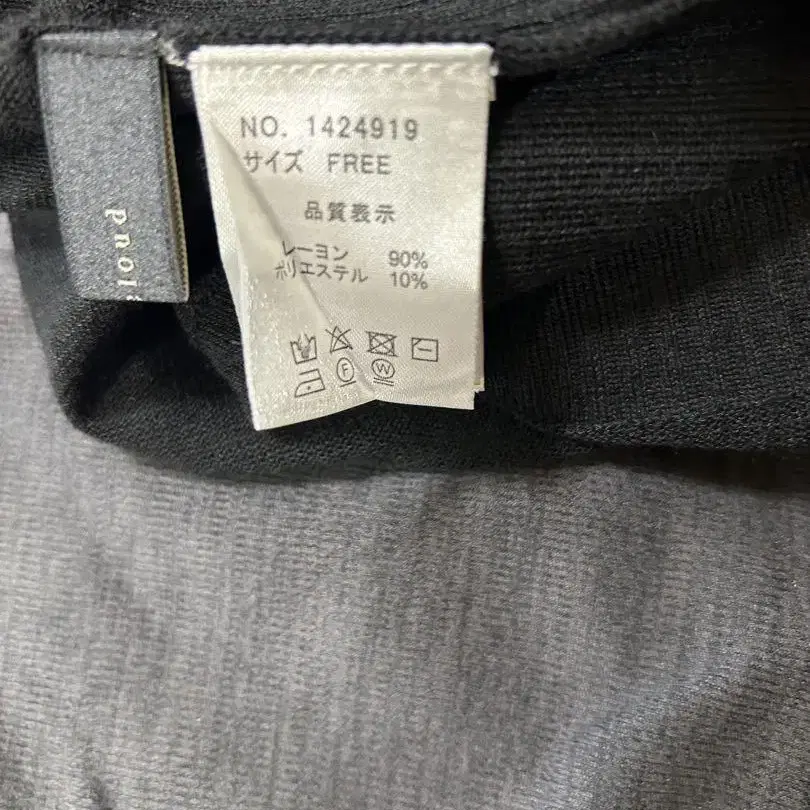 NO. 1424919
サイズ FREE
品質表示
レーヨン 90%
ポリエステル 10%
F W